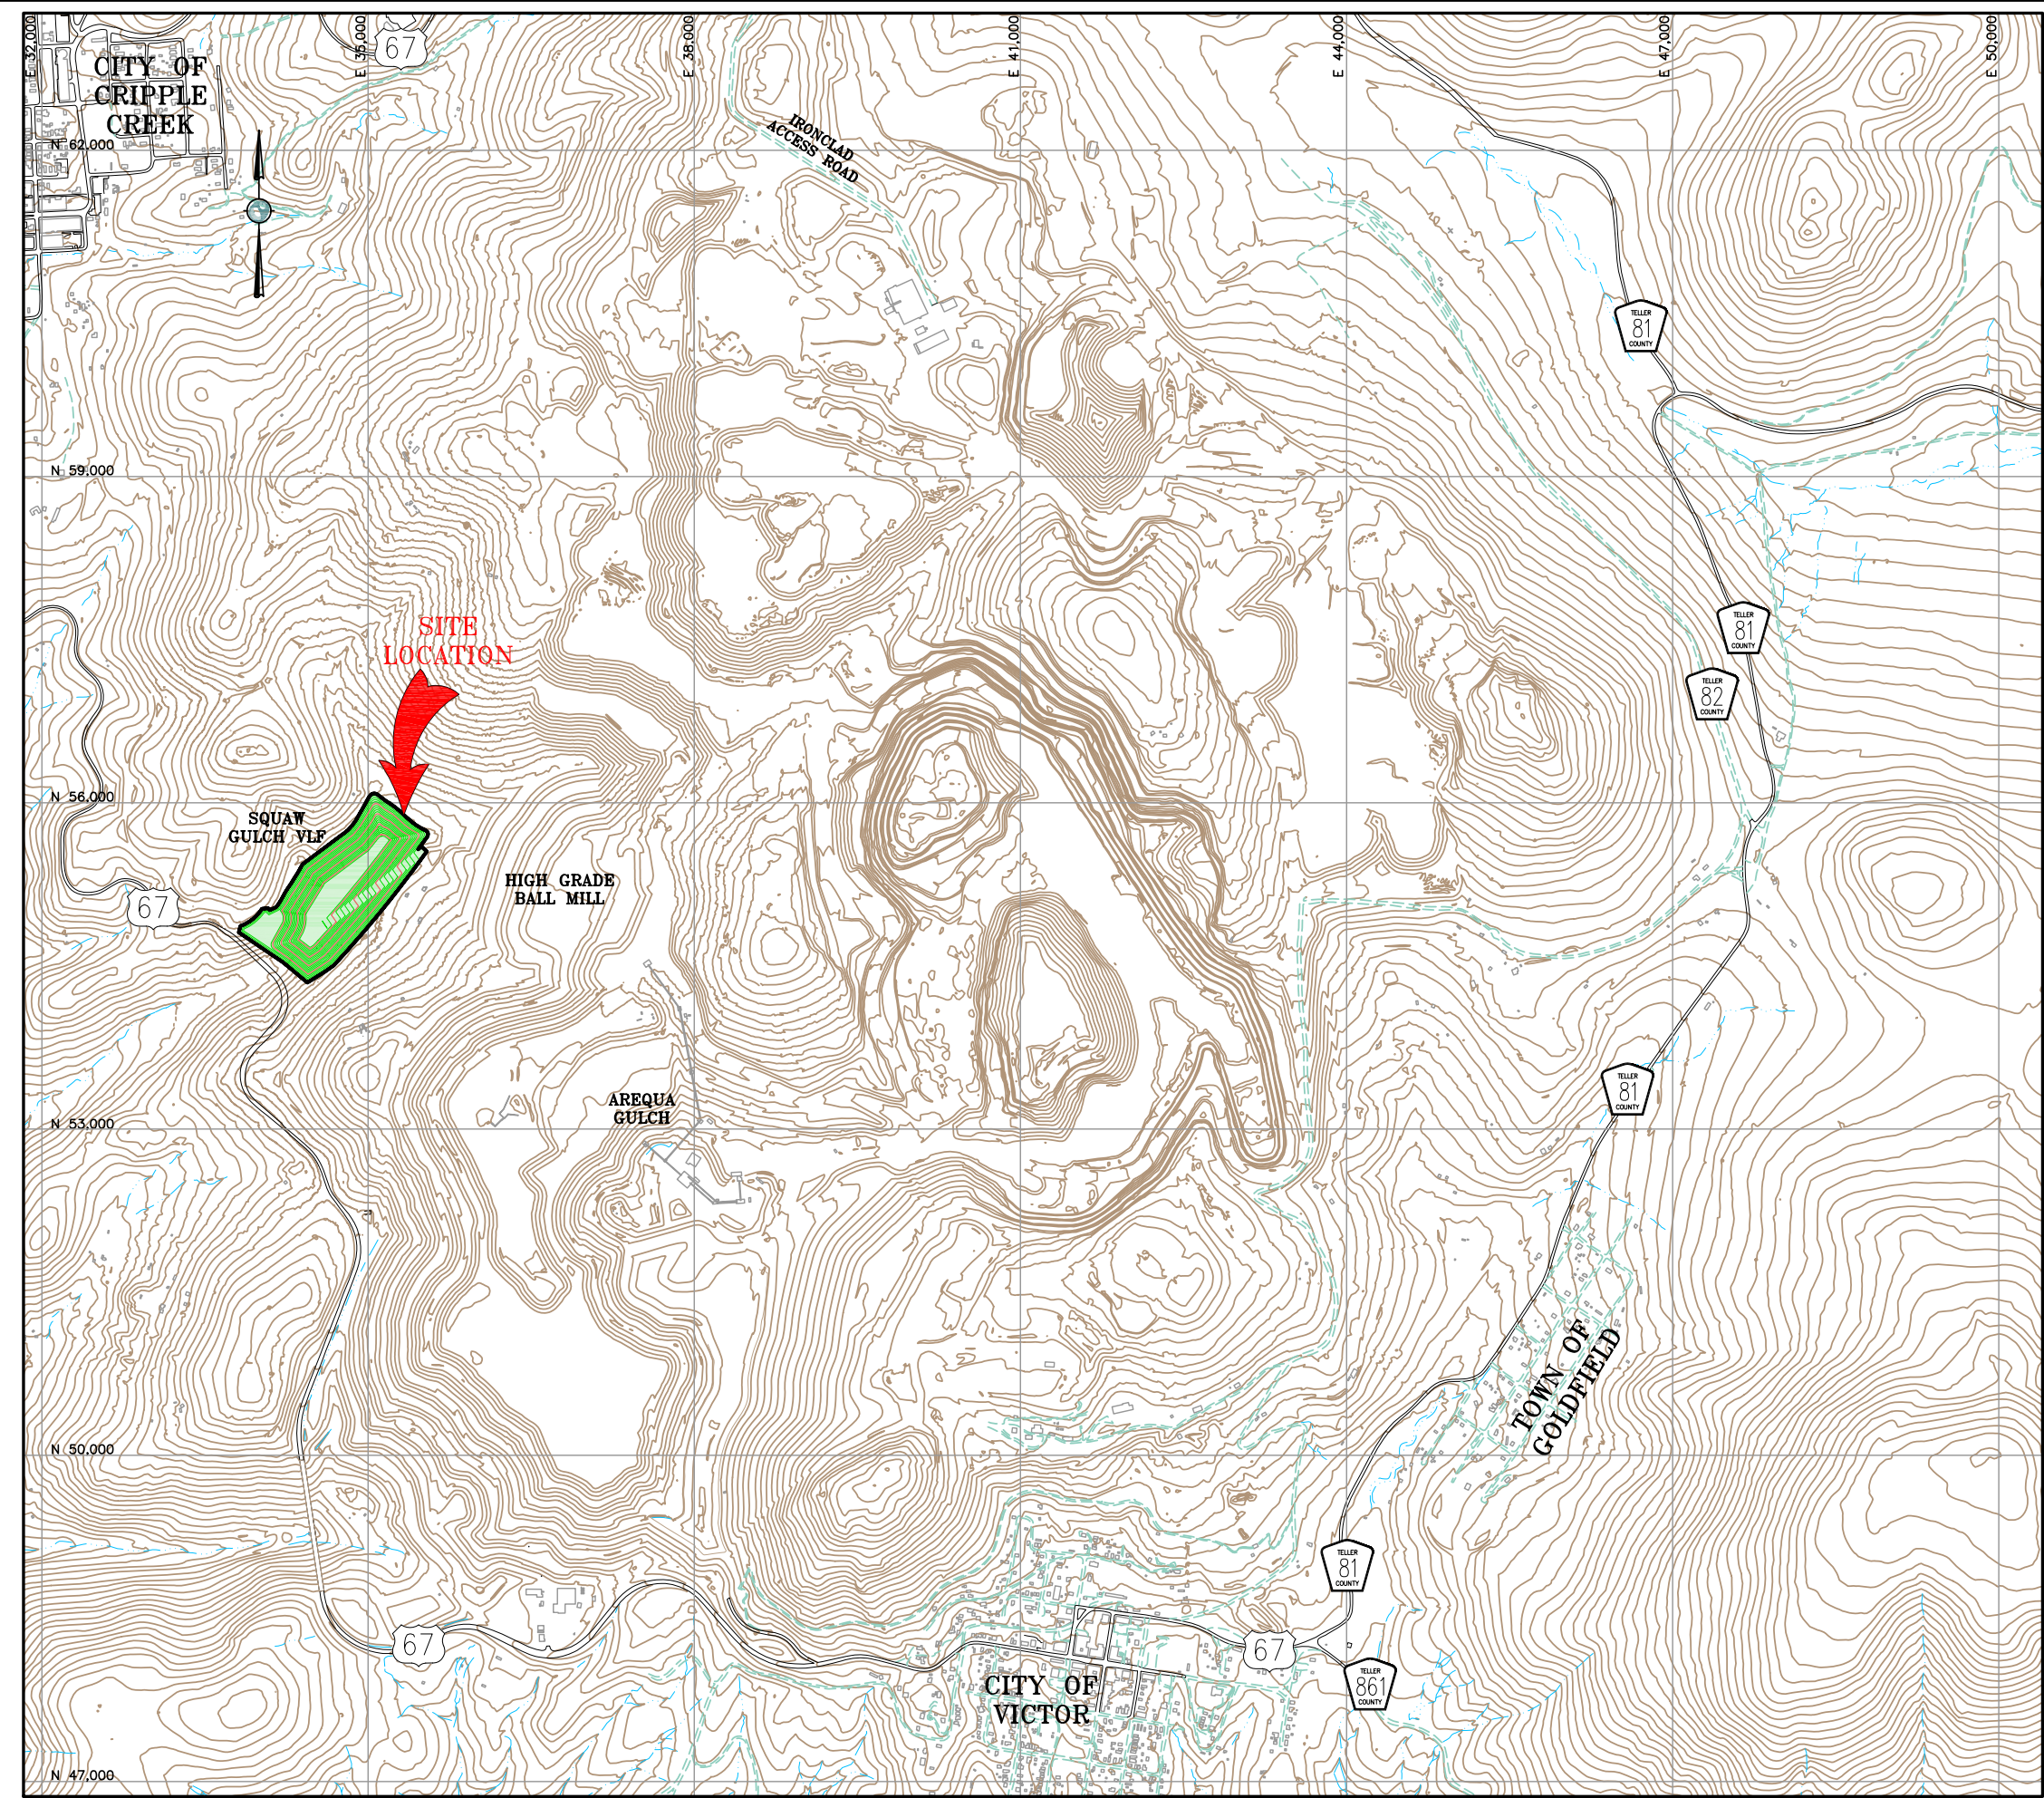 E 32,000
E 35,000
E 38,000
E 41,000
E 44,000
E 47,000
E 50,000
67
CITY OF
CRIPPLE
CREEK
N 62,000
IRONCLAD
ACCESS ROAD
TELLER
81
COUNTY
N 59,000
SITE
LOCATION
TELLER
81
COUNTY
TELLER
82
COUNTY
N 56,000
SQUAW
GULCH VLF
HIGH GRADE
BALL MILL
67
AREQUA
GULCH
TELLER
81
COUNTY
N 53,000
TOWN OF
GOLDFIELD
N 50,000
TELLER
81
COUNTY
67
67
CITY OF
VICTOR
TELLER
861
COUNTY
N 47,000